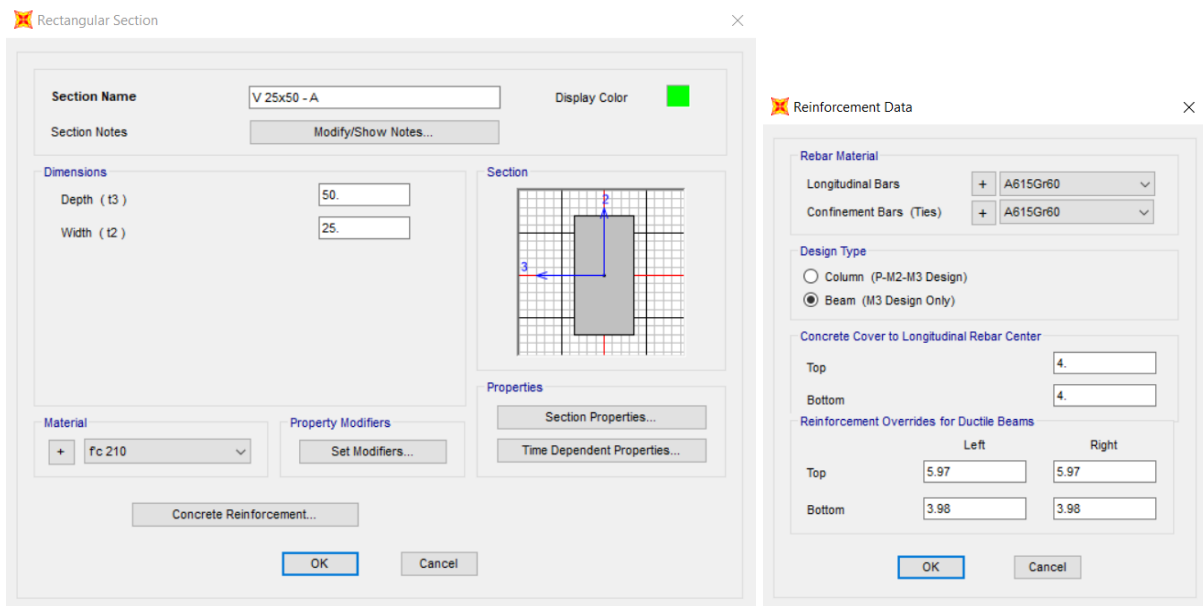 Rectangular Section
Section Name
V 25x50 - A
Display Color
Section Notes
Modify/Show Notes...
Dimensions
Depth ( t3 )
50.
Width ( t2 )
25.
Section
2
3
Properties
Section Properties...
Time Dependent Properties...
Material
+
f'c 210
Property Modifiers
Set Modifiers...
Concrete Reinforcement...
OK
Cancel
Reinforcement Data
Rebar Material
Longitudinal Bars
+
A615Gr60
Confinement Bars (Ties)
+
A615Gr60
Design Type
Column (P-M2-M3 Design)
Beam (M3 Design Only)
Concrete Cover to Longitudinal Rebar Center
Top
4.
Bottom
4.
Reinforcement Overrides for Ductile Beams
Left
Right
Top
5.97
5.97
Bottom
3.98
3.98
OK
Cancel